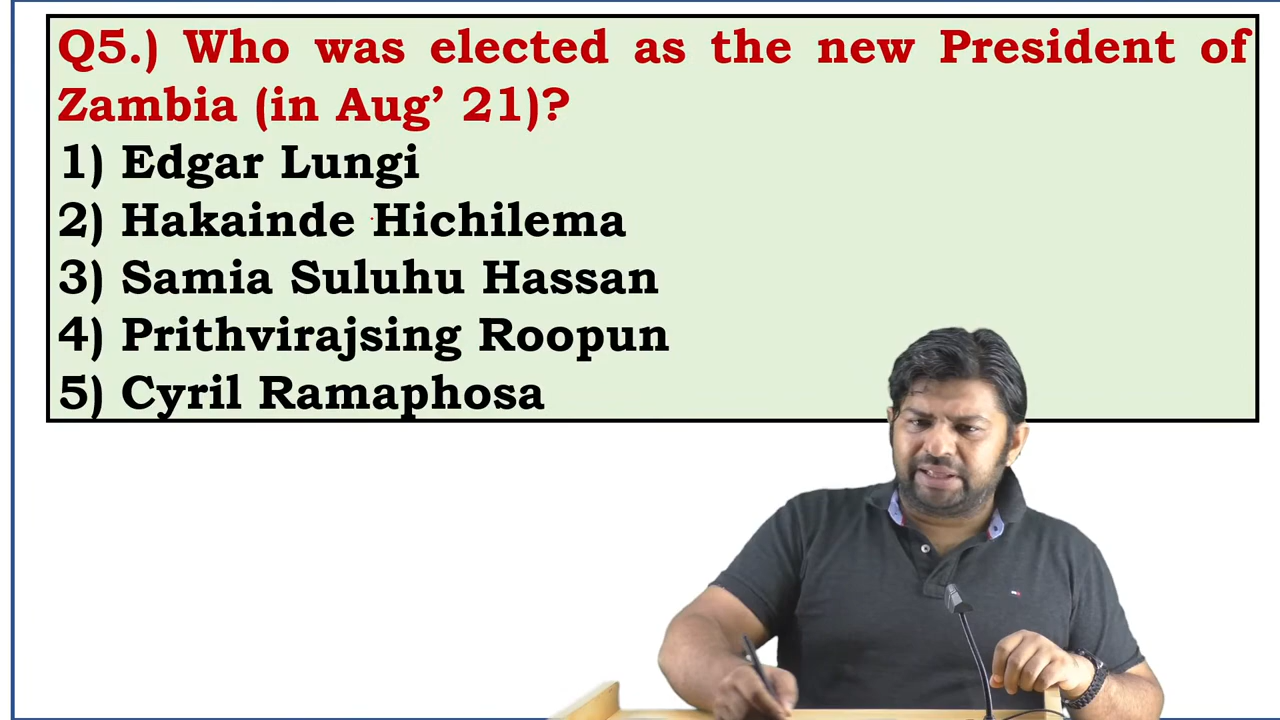 Q5.) Who was elected as the new President of
Zambia (in Aug’ 21)?
1) Edgar Lungi
2) Hakainde Hichilema
3) Samia Suluhu Hassan
4) Prithvirajsing Roopun
5) Cyril Ramaphosa